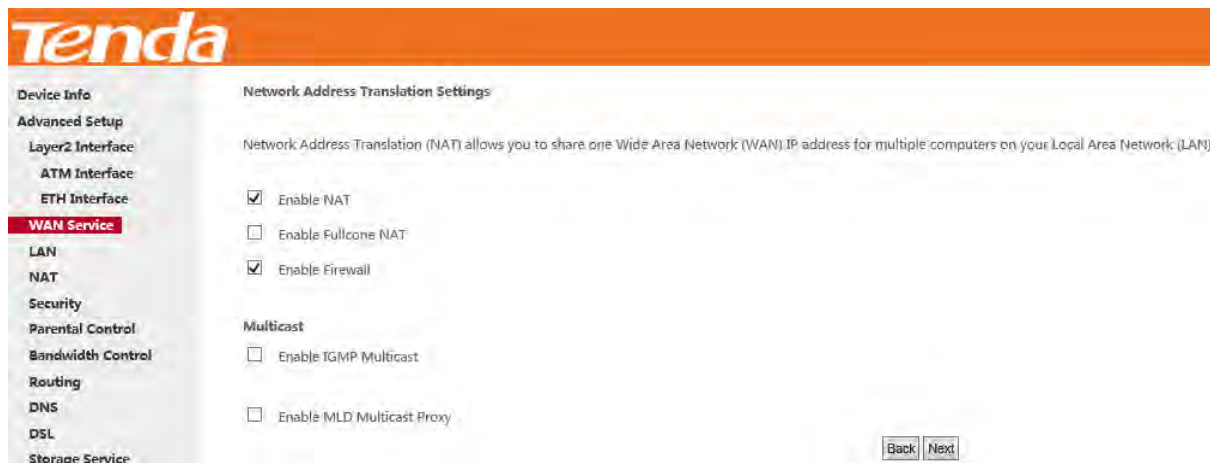 Tenda
Device Info
Advanced Setup
Layer2 Interface
ATM Interface
ETH Interface
WAN Service
LAN
NAT
Security
Parental Control
Bandwidth Control
Routing
DNS
DSL
Storage Service
Network Address Translation Settings
Network Address Translation (NAT) allows you to share one Wide Area Network (WAN) IP address for multiple computers on your Local Area Network (LAN)
Enable NAT
Enable Fullcone NAT
Enable Firewall
Multicast
Enable IGMP Multicast
Enable MLD Multicast Proxy
Back Next